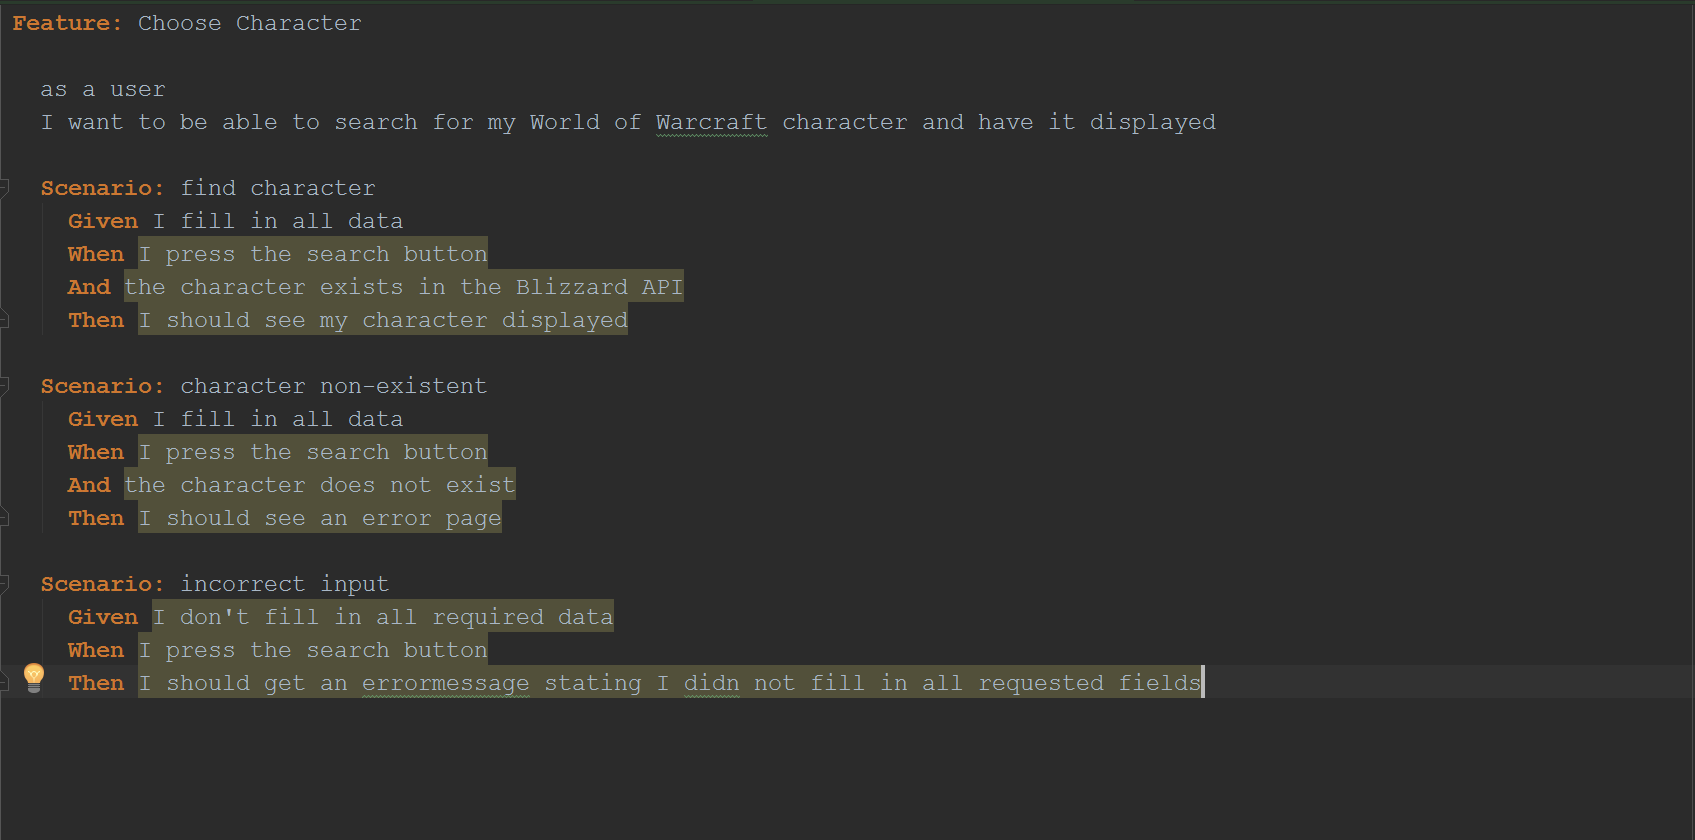 Feature: Choose Character
as a user
I want to be able to search for my World of Warcraft character and have it displayed
Scenario: find character
Given I fill in all data
When I press the search button
And the character exists in the Blizzard API
Then I should see my character displayed
Scenario: character non-existent
Given I fill in all data
When I press the search button
And the character does not exist
Then I should see an error page
Scenario: incorrect input
Given I don't fill in all required data
When I press the search button
Then I should get an errormessage stating I didn not fill in all requested fields